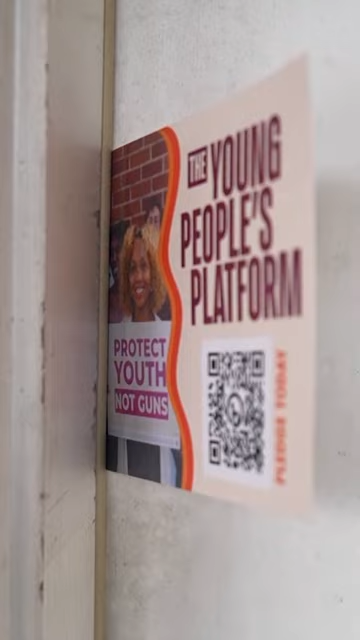 THE YOUNG
PEOPLE'S
PLATFORM
PROTECT
YOUTH
NOT GUNS
PLEDGE TODAY